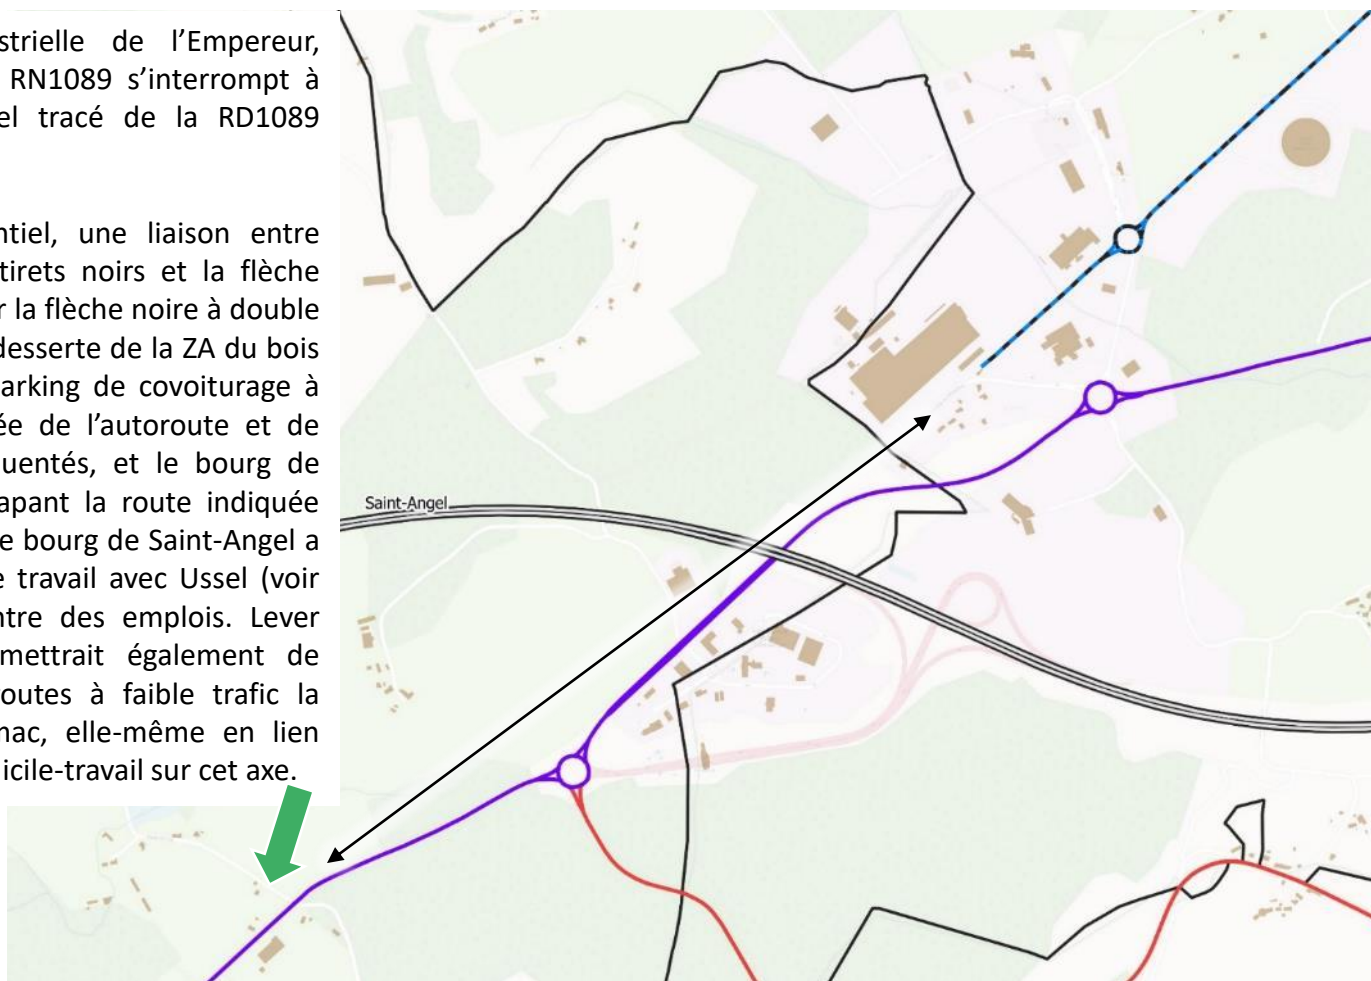 strielle de l’Empereur,
RN1089 s’interrompt à
el tracé de la RD1089
ntiel, une liaison entre
tirets noirs et la flèche
r la flèche noire à double
desserte de la ZA du bois
arking de covoiturage à
ée de l’autoroute et de
quentés, et le bourg de
apant la route indiquée
e bourg de Saint-Angel a
e travail avec Ussel (voir
ntre des emplois. Lever
mettrait également de
outes à faible trafic la
nac, elle-même en lien
icile-travail sur cet axe.
Saint-Angel